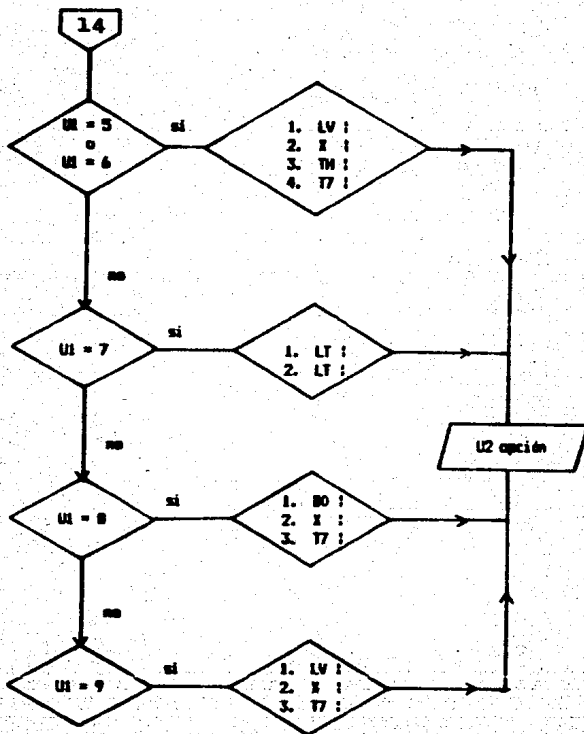 14
U1 = 5
o
U1 = 6
si
1. LV :
2. X :
3. TH :
4. T7 :
no
U1 = 7
si
1. LT :
2. LT :
no
U2 opción
U1 = 8
si
1. BO :
2. X :
3. T7 :
no
U1 = 9
si
1. LV :
2. X :
3. T7 :